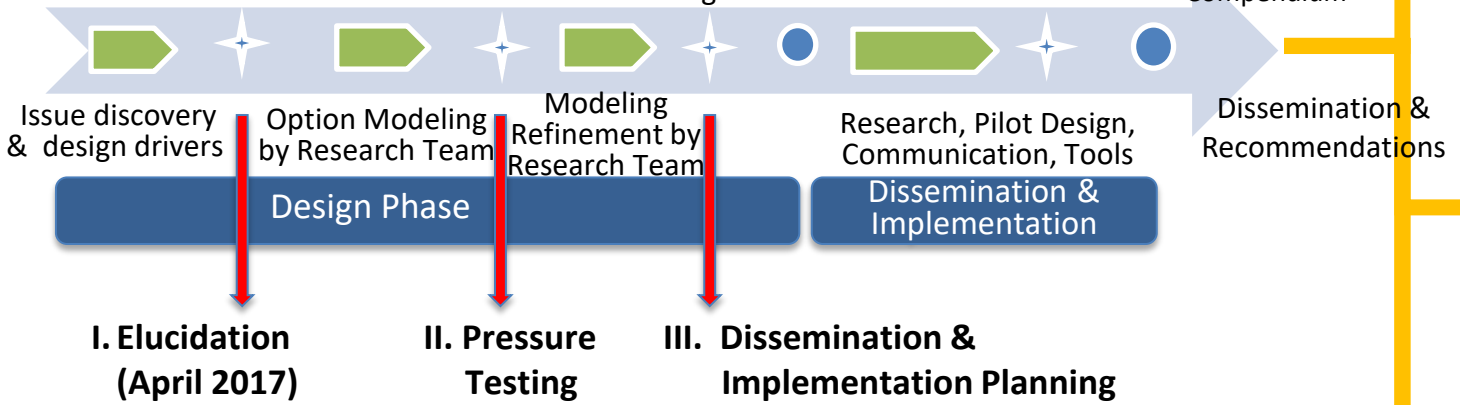 Issue discovery
& design drivers
Option Modeling
by Research Team
Modeling
Refinement by
Research Team
Research, Pilot Design,
Communication, Tools
Dissemination &
Recommendations
Design Phase
Dissemination &
Implementation
I. Elucidation
(April 2017)
II. Pressure
Testing
III. Dissemination &
Implementation Planning